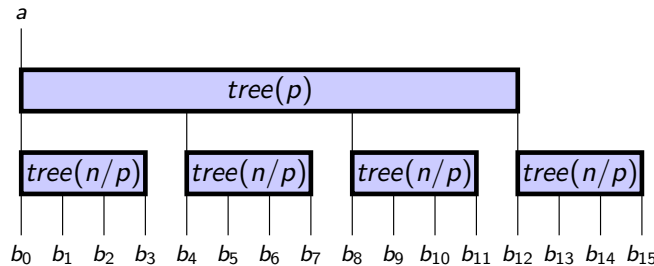 a
tree(p)
tree(n/p) tree(n/p) tree(n/p) tree(n/p)
b₀ b₁ b₂ b₃ b₄ b₅ b₆ b₇ b₈ b₉ b₁₀ b₁₁ b₁₂ b₁₃ b₁₄ b₁₅